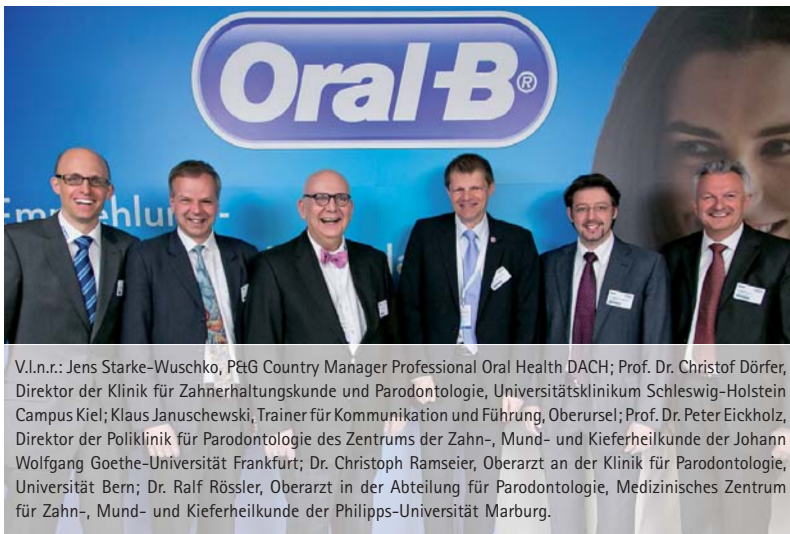 Oral-B®
Empfehlung-
V.l.n.r.: Jens Starke-Wuschko, P&G Country Manager Professional Oral Health DACH; Prof. Dr. Christof Dörfer,
Direktor der Klinik für Zahnerhaltungskunde und Parodontologie, Universitätsklinikum Schleswig-Holstein
Campus Kiel; Klaus Januschewski, Trainer für Kommunikation und Führung, Oberursel; Prof. Dr. Peter Eickholz,
Direktor der Poliklinik für Parodontologie des Zentrums der Zahn-, Mund- und Kieferheilkunde der Johann
Wolfgang Goethe-Universität Frankfurt; Dr. Christoph Ramseier, Oberarzt an der Klinik für Parodontologie,
Universität Bern; Dr. Ralf Rössler, Oberarzt in der Abteilung für Parodontologie, Medizinisches Zentrum
für Zahn-, Mund- und Kieferheilkunde der Philipps-Universität Marburg.